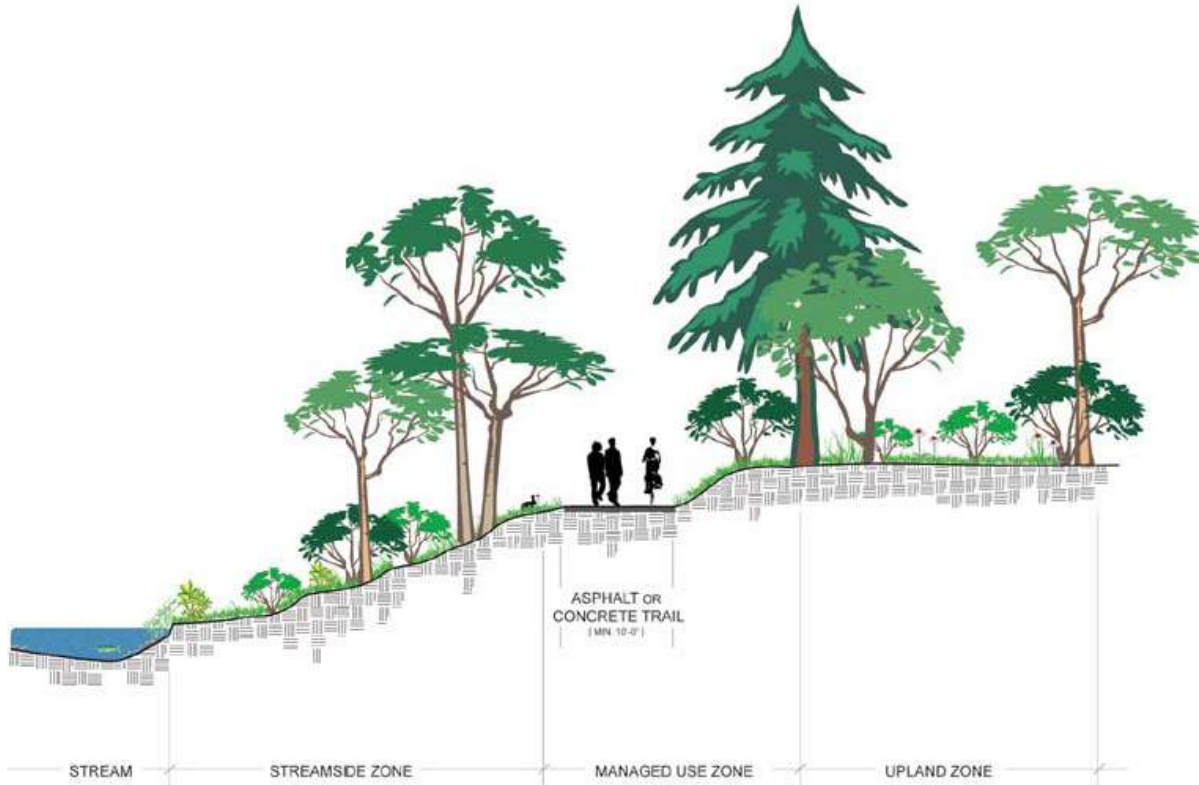 ASPHALT OR
CONCRETE TRAIL
( MIN. 10'-0" )
STREAM
STREAMSIDE ZONE
MANAGED USE ZONE
UPLAND ZONE